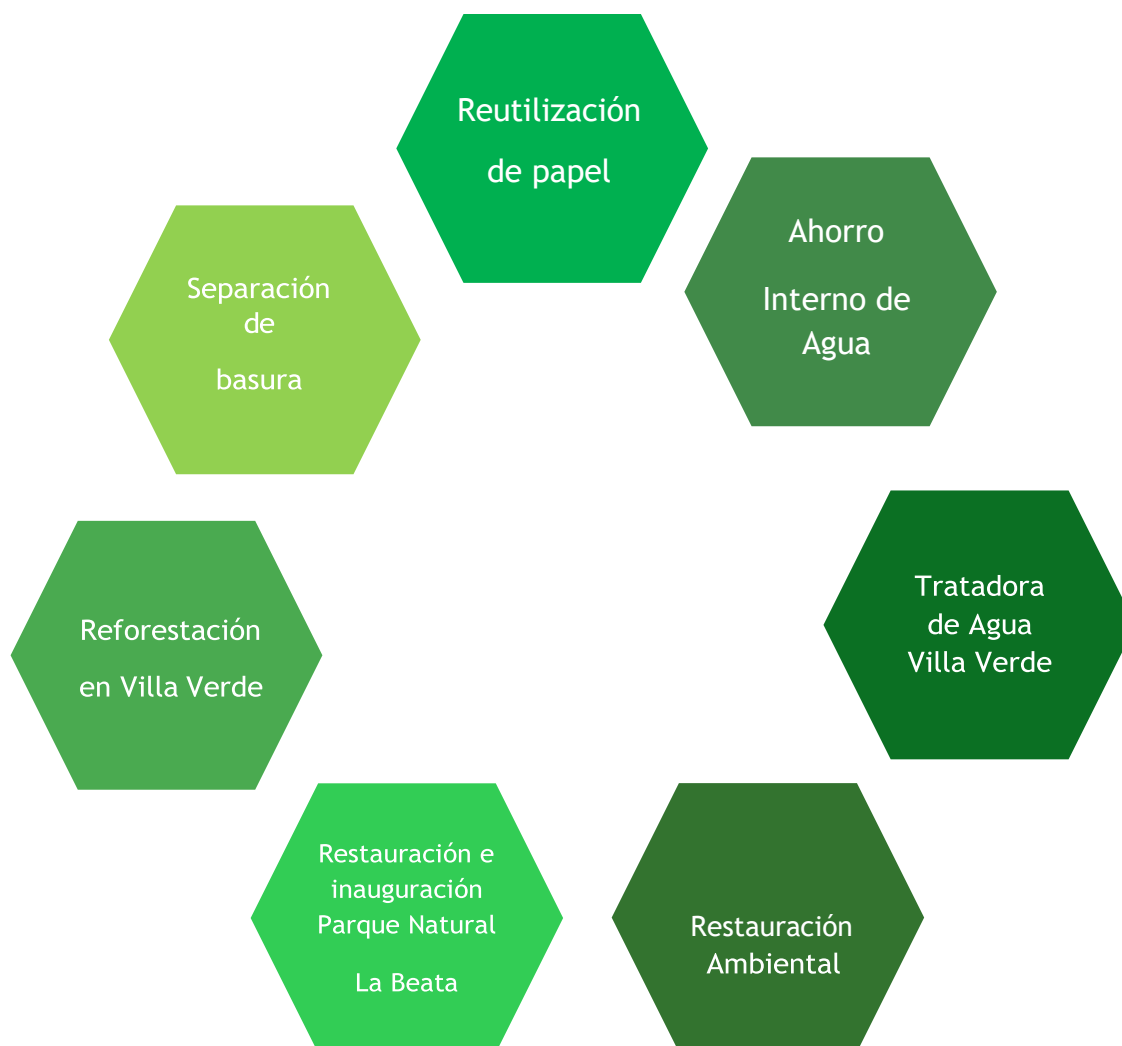 Reutilización
de papel
Ahorro
Interno de
Agua
Separación
de
basura
Tratadora
de Agua
Villa Verde
Reforestación
en Villa Verde
Restauración e
inauguración
Parque Natural
La Beata
Restauración
Ambiental